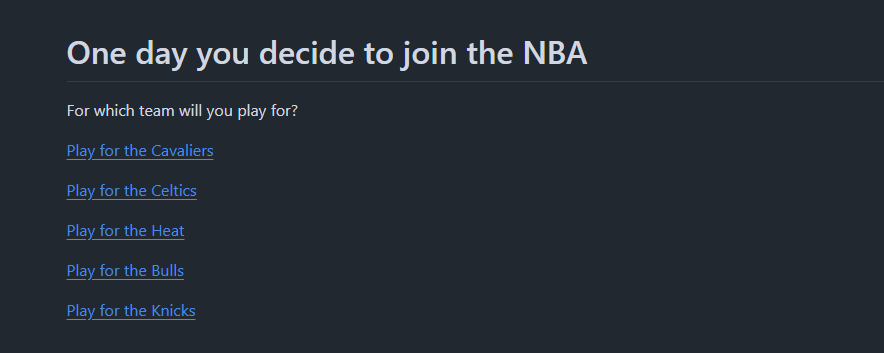 One day you decide to join the NBA
For which team will you play for?
Play for the Cavaliers
Play for the Celtics
Play for the Heat
Play for the Bulls
Play for the Knicks